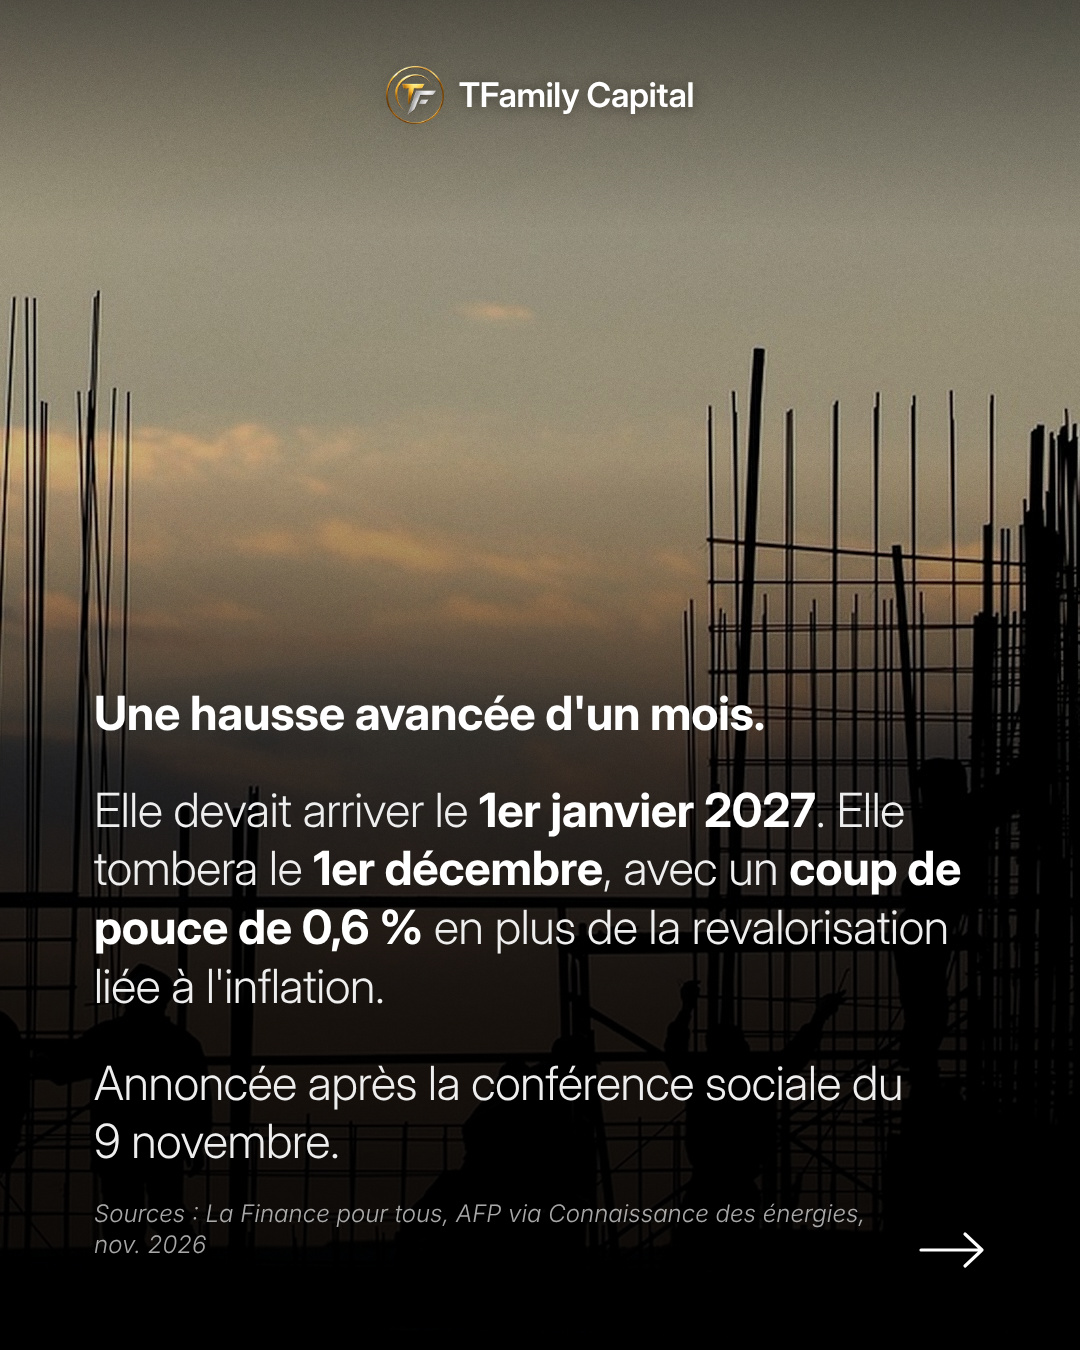 TF TFamily Capital
Une hausse avancée d'un mois.
Elle devait arriver le 1er janvier 2027. Elle
tombera le 1er décembre, avec un coup de
pouce de 0,6 % en plus de la revalorisation
liée à l'inflation.
Annoncée après la conférence sociale du
9 novembre.
Sources : La Finance pour tous, AFP via Connaissance des énergies,
nov. 2026